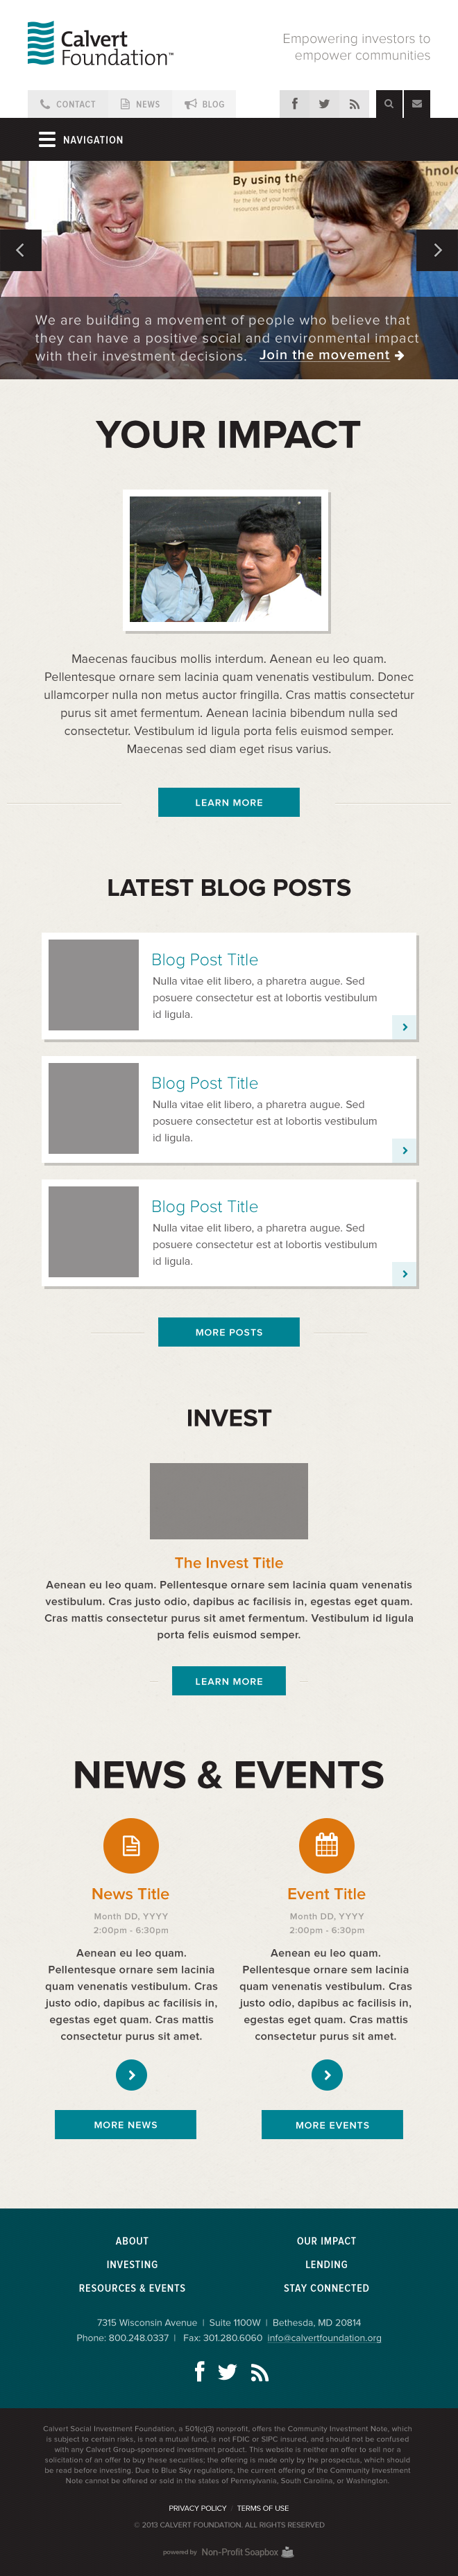 Calvert
Foundation™
Empowering investors to
empower communities
CONTACT
NEWS
BLOG
NAVIGATION
By using the
available, the long term
for the life of your home
We are building a movement of people who believe that
they can have a positive social and environmental impact
with their investment decisions. Join the movement
YOUR IMPACT
Maecenas faucibus mollis interdum. Aenean eu leo quam.
Pellentesque ornare sem lacinia quam venenatis vestibulum. Donec
ullamcorper nulla non metus auctor fringilla. Cras mattis consectetur
purus sit amet fermentum. Aenean lacinia bibendum nulla sed
consectetur. Vestibulum id ligula porta felis euismod semper.
Maecenas sed diam eget risus varius.
LEARN MORE
LATEST BLOG POSTS
Blog Post Title
Nulla vitae elit libero, a pharetra augue. Sed
posuere consectetur est at lobortis vestibulum
id ligula.
Blog Post Title
Nulla vitae elit libero, a pharetra augue. Sed
posuere consectetur est at lobortis vestibulum
id ligula.
Blog Post Title
Nulla vitae elit libero, a pharetra augue. Sed
posuere consectetur est at lobortis vestibulum
id ligula.
MORE POSTS
INVEST
The Invest Title
Aenean eu leo quam. Pellentesque ornare sem lacinia quam venenatis
vestibulum. Cras justo odio, dapibus ac facilisis in, egestas eget quam.
Cras mattis consectetur purus sit amet fermentum. Vestibulum id ligula
porta felis euismod semper.
LEARN MORE
NEWS & EVENTS
News Title
Month DD, YYYY
2:00pm - 6:30pm
Aenean eu leo quam.
Pellentesque ornare sem lacinia
quam venenatis vestibulum. Cras
justo odio, dapibus ac facilisis in,
egestas eget quam. Cras mattis
consectetur purus sit amet.
MORE NEWS
Event Title
Month DD, YYYY
2:00pm - 6:30pm
Aenean eu leo quam.
Pellentesque ornare sem lacinia
quam venenatis vestibulum. Cras
justo odio, dapibus ac facilisis in,
egestas eget quam. Cras mattis
consectetur purus sit amet.
MORE EVENTS
ABOUT
OUR IMPACT
INVESTING
LENDING
RESOURCES & EVENTS
STAY CONNECTED
7315 Wisconsin Avenue | Suite 1100W | Bethesda, MD 20814
Phone: 800.248.0337 | Fax: 301.280.6060 info@calvertfoundation.org
Calvert Social Investment Foundation, a 501(c)(3) nonprofit, offers the Community Investment Note, which
is subject to certain risks, is not a mutual fund, is not FDIC or SIPC insured, and should not be confused
with any Calvert Group-sponsored investment product. This website is neither an offer to sell nor a
solicitation of an offer to buy these securities; the offering is made only by the prospectus, which should
be read before investing. Due to Blue Sky regulations, the current offering of the Community Investment
Note cannot be offered or sold in the states of Pennsylvania, South Carolina, or Washington.
PRIVACY POLICY / TERMS OF USE
© 2013 CALVERT FOUNDATION. ALL RIGHTS RESERVED
powered by Non-Profit Soapbox